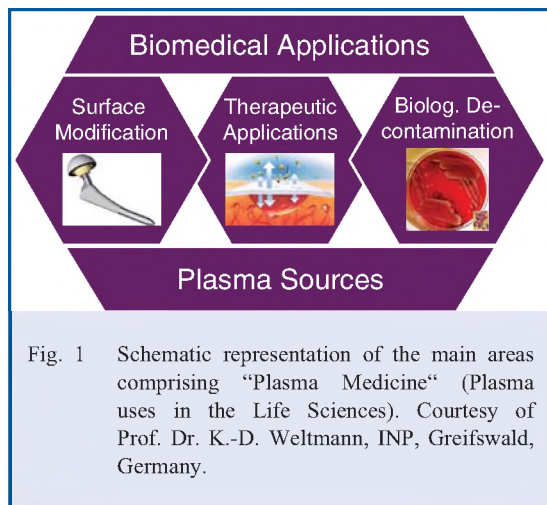 Biomedical Applications
Surface
Modification
Therapeutic
Applications
Biolog. De-
contamination
Plasma Sources
Fig. 1 Schematic representation of the main areas
comprising “Plasma Medicine“ (Plasma
uses in the Life Sciences). Courtesy of
Prof. Dr. K.-D. Weltmann, INP, Greifswald,
Germany.